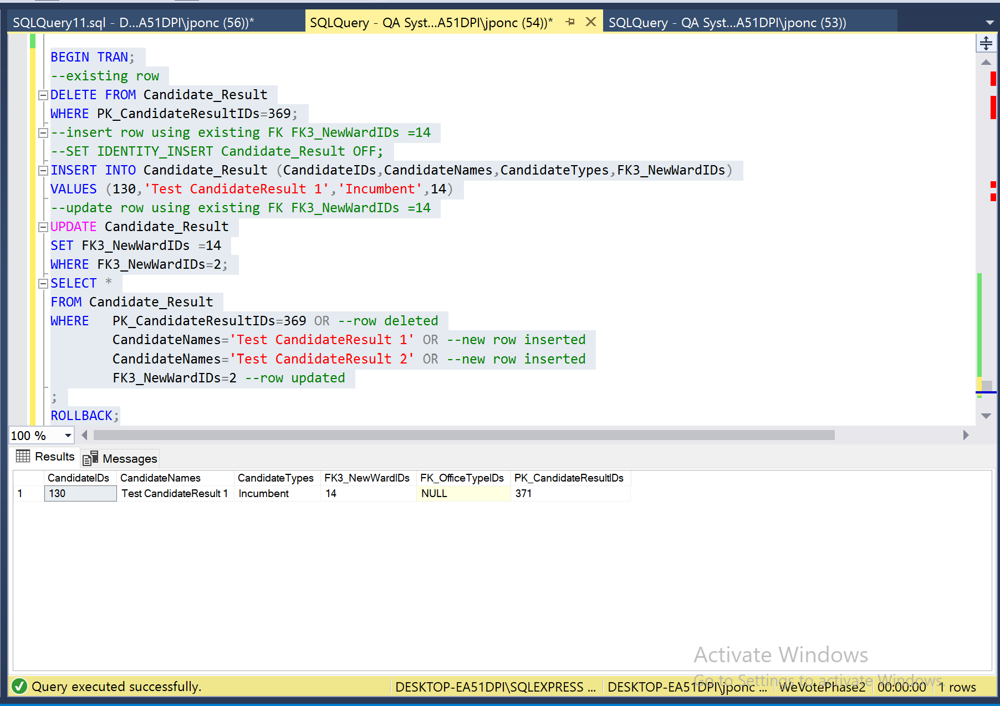 SQLQuery11.sql - D...A51DPI\jponc (56))*
SQLQuery - QA Syst...A51DPI\jponc (54))*
SQLQuery - QA Syst...A51DPI\jponc (53))
BEGIN TRAN;
--existing row
DELETE FROM Candidate_Result
WHERE PK_CandidateResultIDs=369;
--insert row using existing FK FK3_NewWardIDs =14
--SET IDENTITY_INSERT Candidate_Result OFF;
INSERT INTO Candidate_Result (CandidateIDs,CandidateNames,CandidateTypes,FK3_NewWardIDs)
VALUES (130,'Test CandidateResult 1','Incumbent',14)
--update row using existing FK FK3_NewWardIDs =14
UPDATE Candidate_Result
SET FK3_NewWardIDs =14
WHERE FK3_NewWardIDs=2;
SELECT *
FROM Candidate_Result
WHERE   PK_CandidateResultIDs=369 OR --row deleted
CandidateNames='Test CandidateResult 1' OR --new row inserted
CandidateNames='Test CandidateResult 2' OR --new row inserted
FK3_NewWardIDs=2 --row updated
;
ROLLBACK;
100 %
Results Messages
CandidateIDs CandidateNames CandidateTypes FK3_NewWardIDs FK_OfficeTypeIDs PK_CandidateResultIDs
1 130 Test CandidateResult 1 Incumbent 14 NULL 371
Activate Windows
Go to Settings to activate Windows.
Query executed successfully. DESKTOP-EA51DPI\SQLEXPRESS ... DESKTOP-EA51DPI\jponc ... WeVotePhase2 00:00:00 1 rows